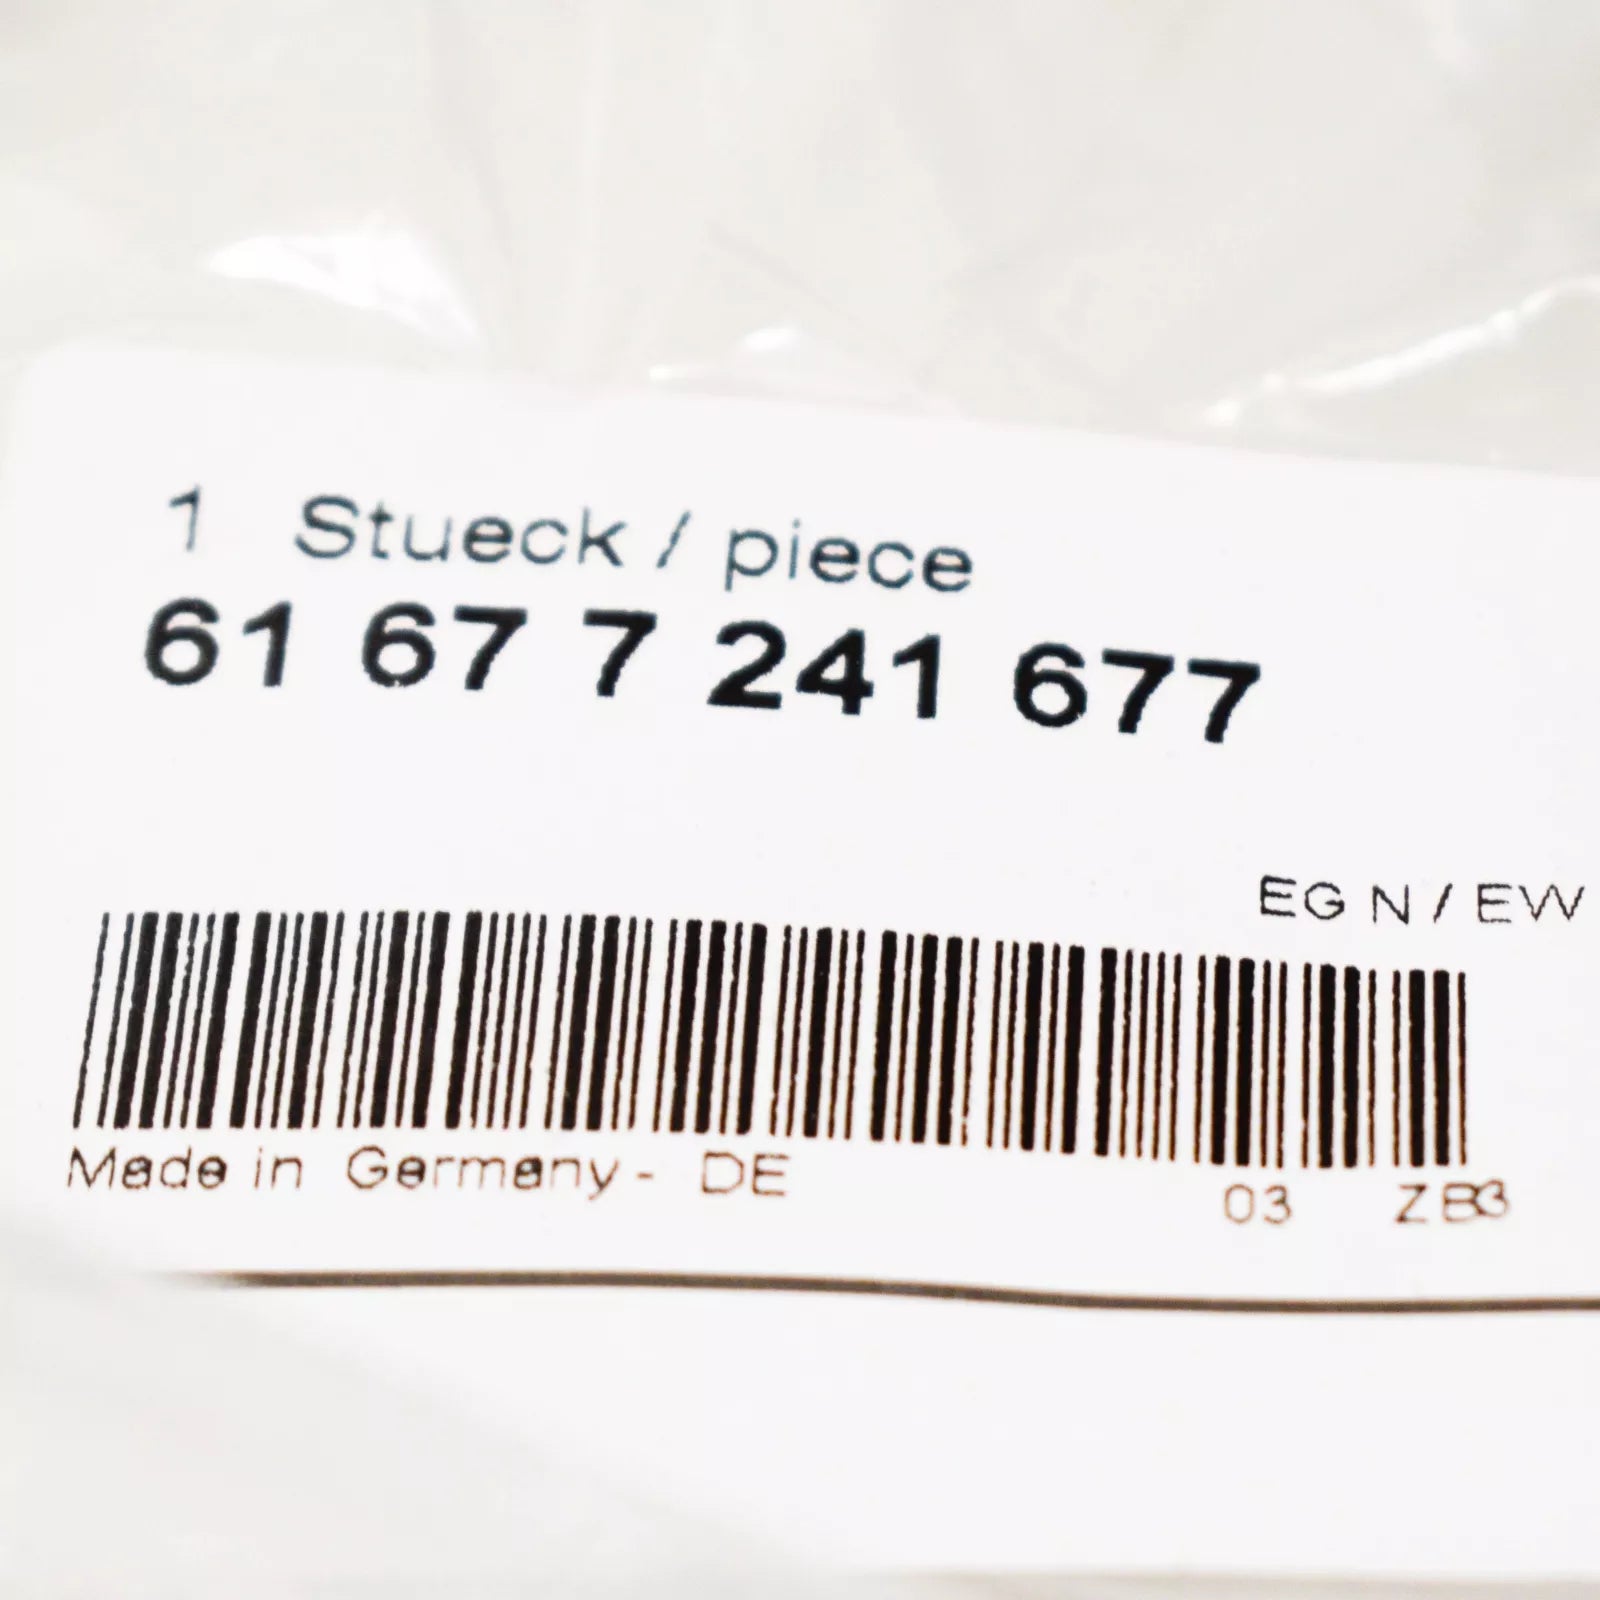 1 Stueck / piece
61 67 7 241 677
EG N / EW
Made in Germany - DE
03 ZB3